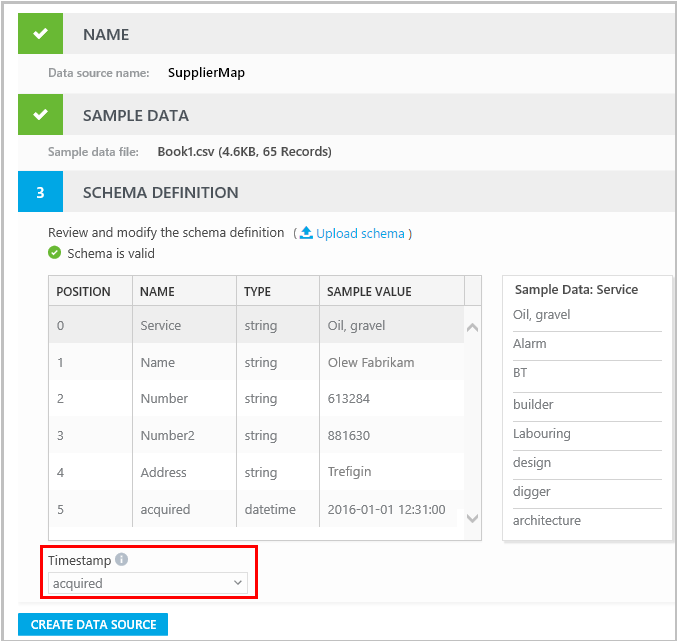 NAME
Data source name: SupplierMap
SAMPLE DATA
Sample data file: Book1.csv (4.6KB, 65 Records)
3 SCHEMA DEFINITION
Review and modify the schema definition ( Upload schema )
Schema is valid
POSITION NAME TYPE SAMPLE VALUE
0 Service string Oil, gravel
1 Name string Olew Fabrikam
2 Number string 613284
3 Number2 string 881630
4 Address string Trefigin
5 acquired datetime 2016-01-01 12:31:00
Sample Data: Service
Oil, gravel
Alarm
BT
builder
Labouring
design
digger
architecture
Timestamp i
acquired
CREATE DATA SOURCE